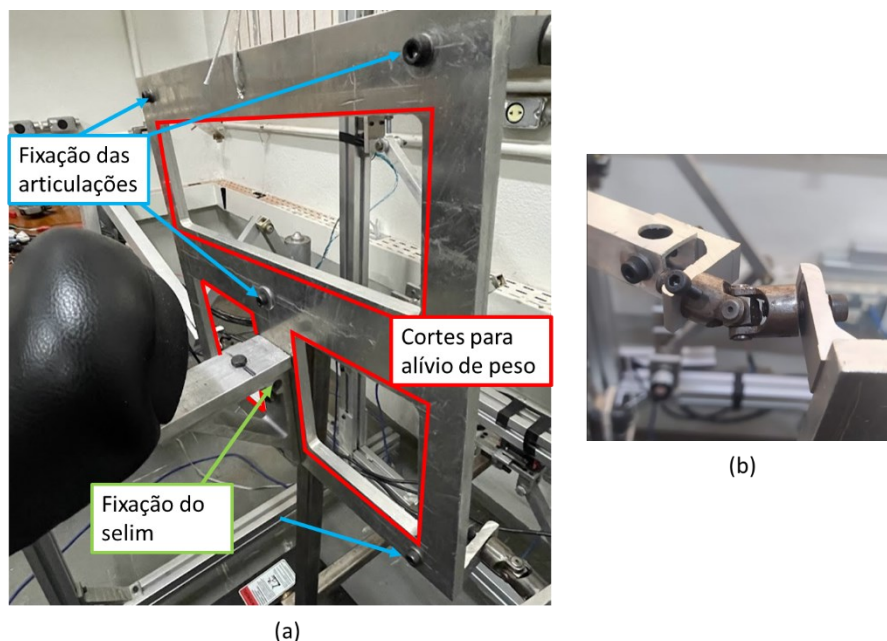 Fixação das
articulações
Cortes para
alívio de peso
Fixação do
selim
(a)
(b)